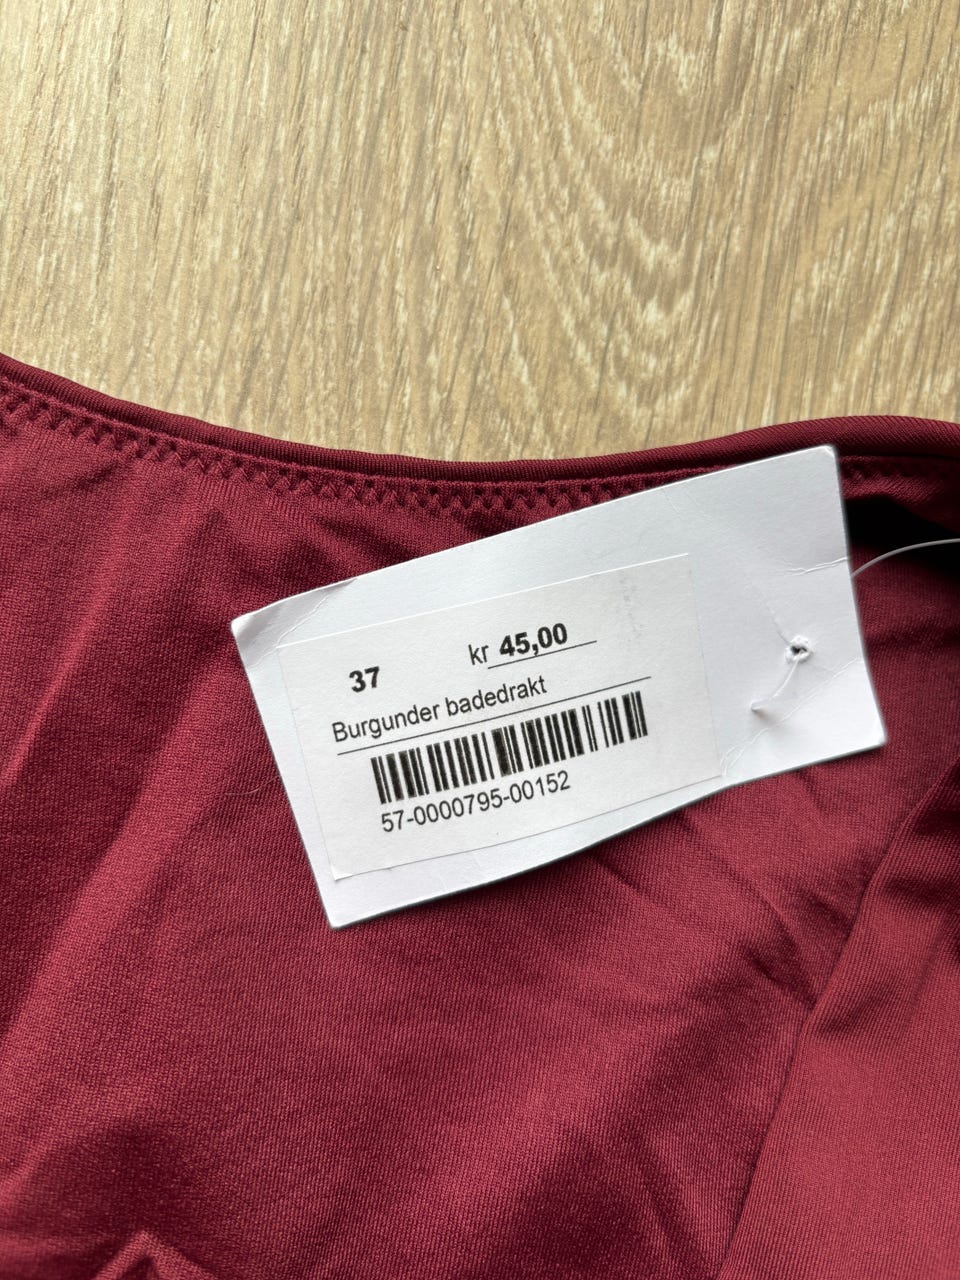 37 kr 45,00
Burgunder badedrakt
57-0000795-00152